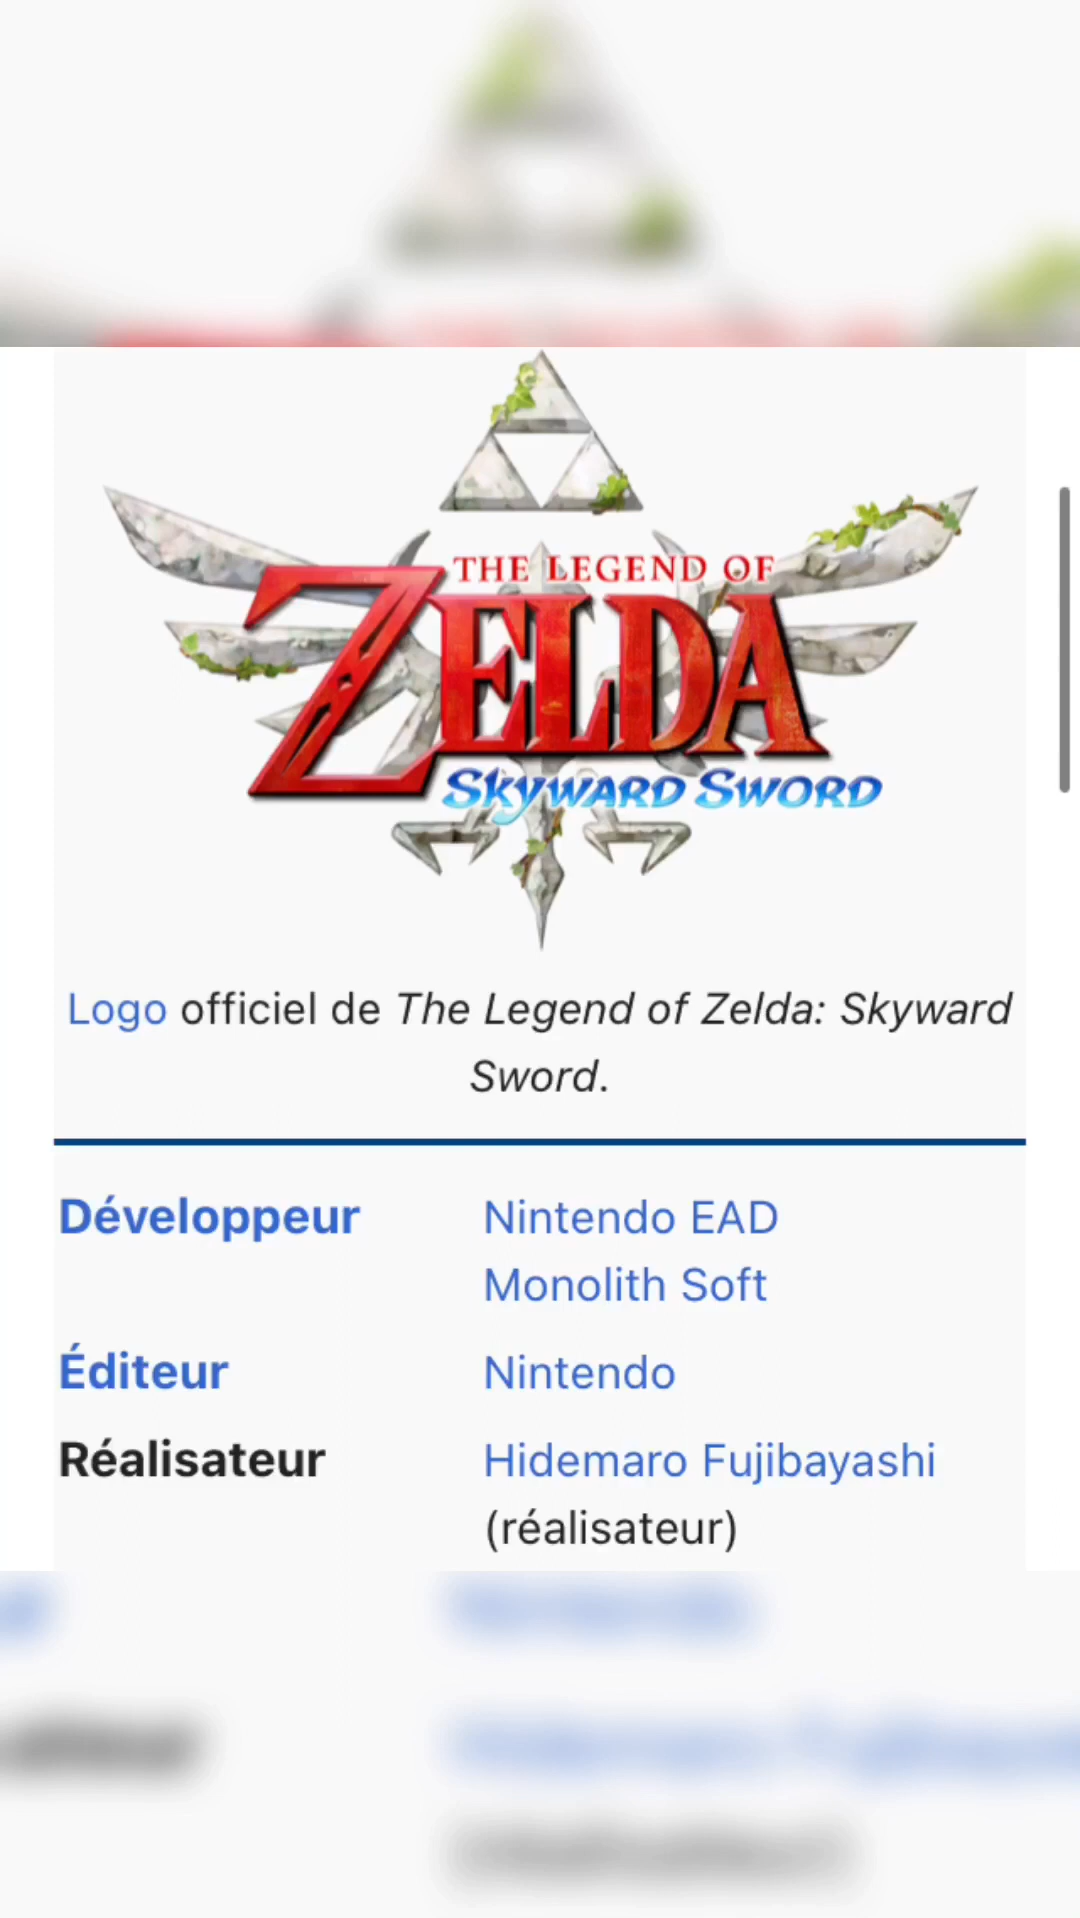 THE LEGEND OF
ZELDA
SKYWARD SWORD
Logo officiel de The Legend of Zelda: Skyward
Sword.
Développeur
Nintendo EAD
Monolith Soft
Éditeur
Nintendo
Réalisateur
Hidemaro Fujibayashi
(réalisateur)